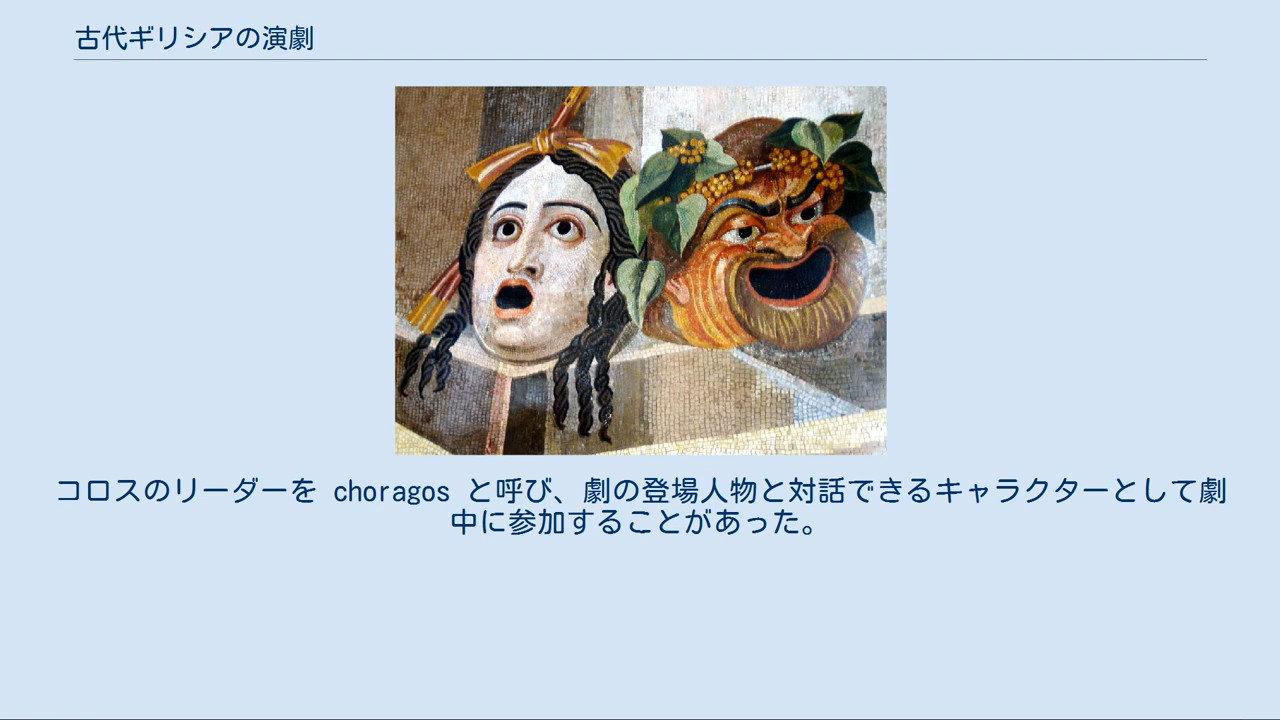 古代ギリシアの演劇
コロスのリーダーを choragos と呼び、劇の登場人物と対話できるキャラクターとして劇
中に参加することがあった。